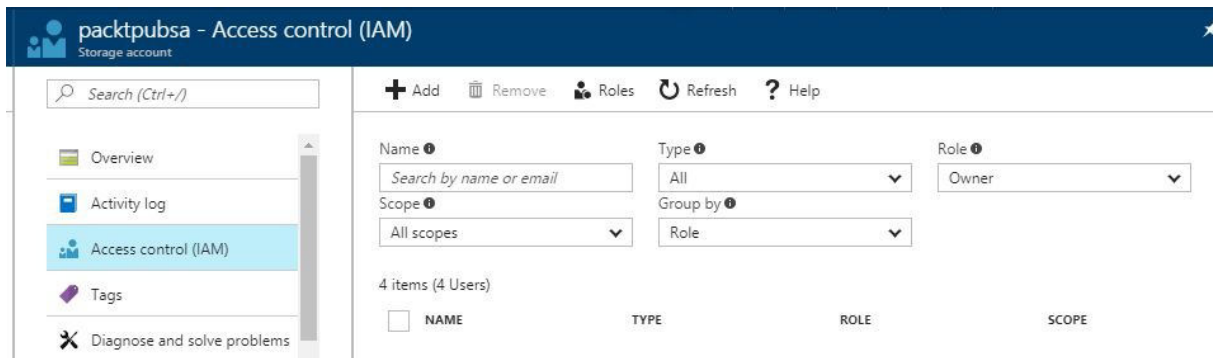 packtpubsa - Access control (IAM)
Storage account
Search (Ctrl+/)
Overview
Activity log
Access control (IAM)
Tags
Diagnose and solve problems
Add Remove Roles Refresh ? Help
Name Type Role
Search by name or email All Owner
Scope Group by
All scopes Role
4 items (4 Users)
NAME TYPE ROLE SCOPE